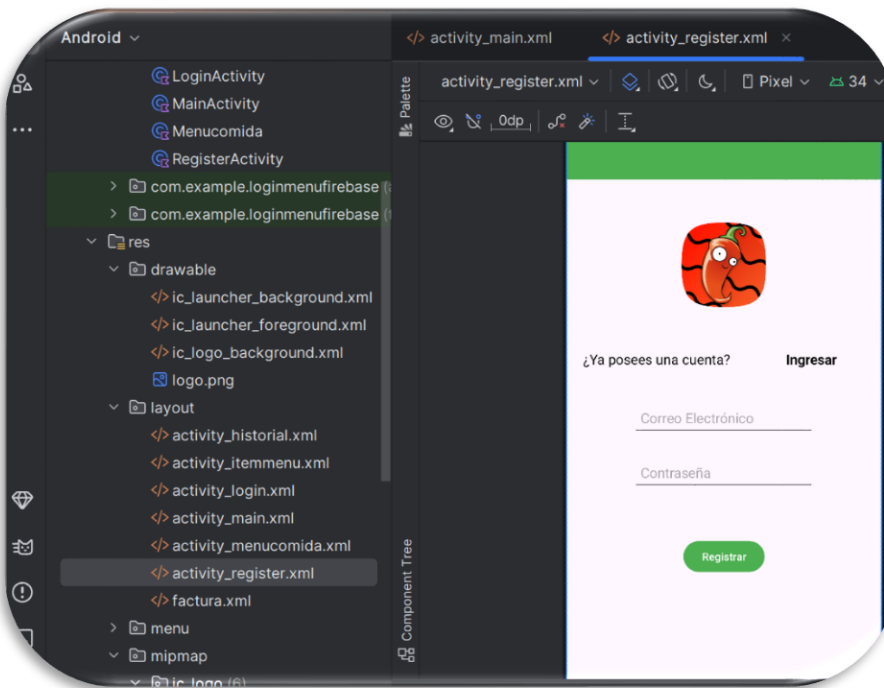 Android
activity_main.xml
activity_register.xml
LoginActivity
MainActivity
Menucomida
RegisterActivity
com.example.loginmenufirebase
com.example.loginmenufirebase
res
drawable
ic_launcher_background.xml
ic_launcher_foreground.xml
ic_logo_background.xml
logo.png
layout
activity_historial.xml
activity_itemmenu.xml
activity_login.xml
activity_main.xml
activity_menucomida.xml
activity_register.xml
factura.xml
menu
mipmap
ic_logo (6)
Palette
Component Tree
activity_register.xml
Pixel
34
0dp
¿Ya posees una cuenta? Ingresar
Correo Electrónico
Contraseña
Registrar